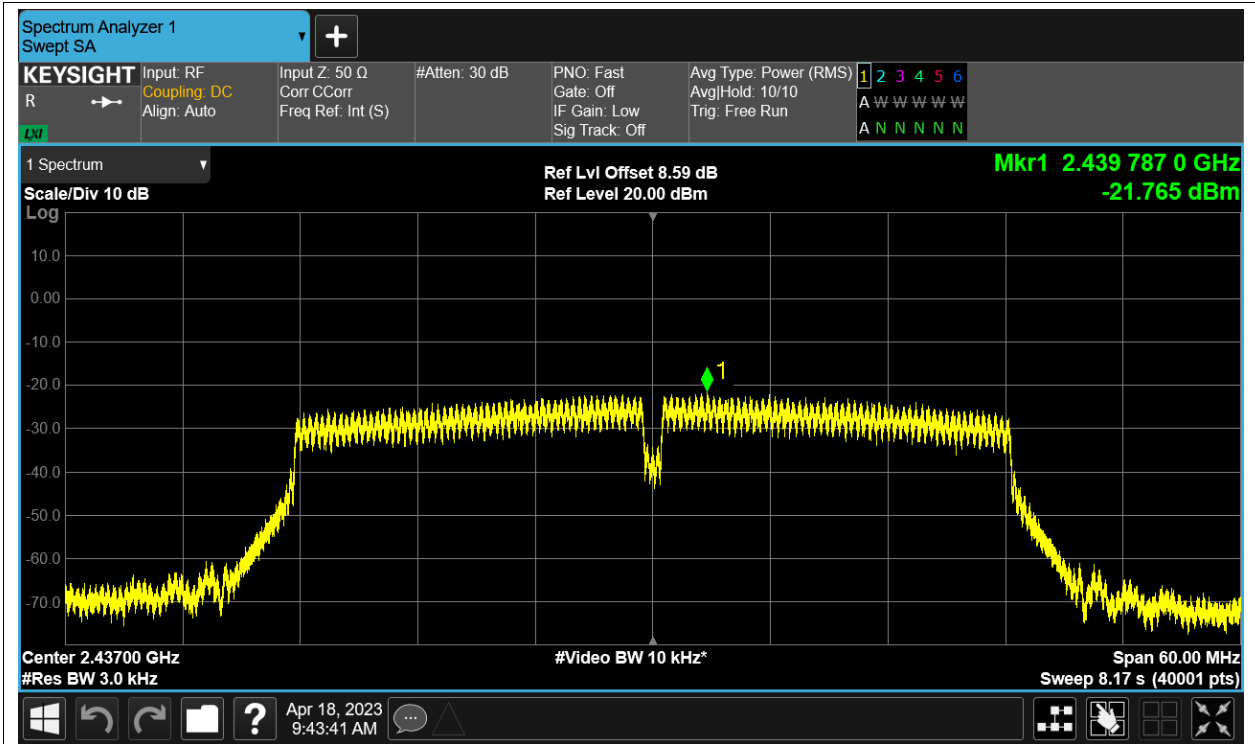 Spectrum Analyzer 1
Swept SA
KEYSIGHT
R
LXI
Input: RF
Coupling: DC
Align: Auto
Input Z: 50 Ω
Corr CCorr
Freq Ref: Int (S)
#Atten: 30 dB
PNO: Fast
Gate: Off
IF Gain: Low
Sig Track: Off
Avg Type: Power (RMS)
Avg|Hold: 10/10
Trig: Free Run
1 2 3 4 5 6
A W W W W W
A N N N N N
1 Spectrum
Scale/Div 10 dB
Log
Ref Lvl Offset 8.59 dB
Ref Level 20.00 dBm
Mkr1 2.439 787 0 GHz
-21.765 dBm
10.0
0.00
-10.0
-20.0
-30.0
-40.0
-50.0
-60.0
-70.0
1
Center 2.43700 GHz
#Res BW 3.0 kHz
#Video BW 10 kHz*
Span 60.00 MHz
Sweep 8.17 s (40001 pts)
?
Apr 18, 2023
9:43:41 AM